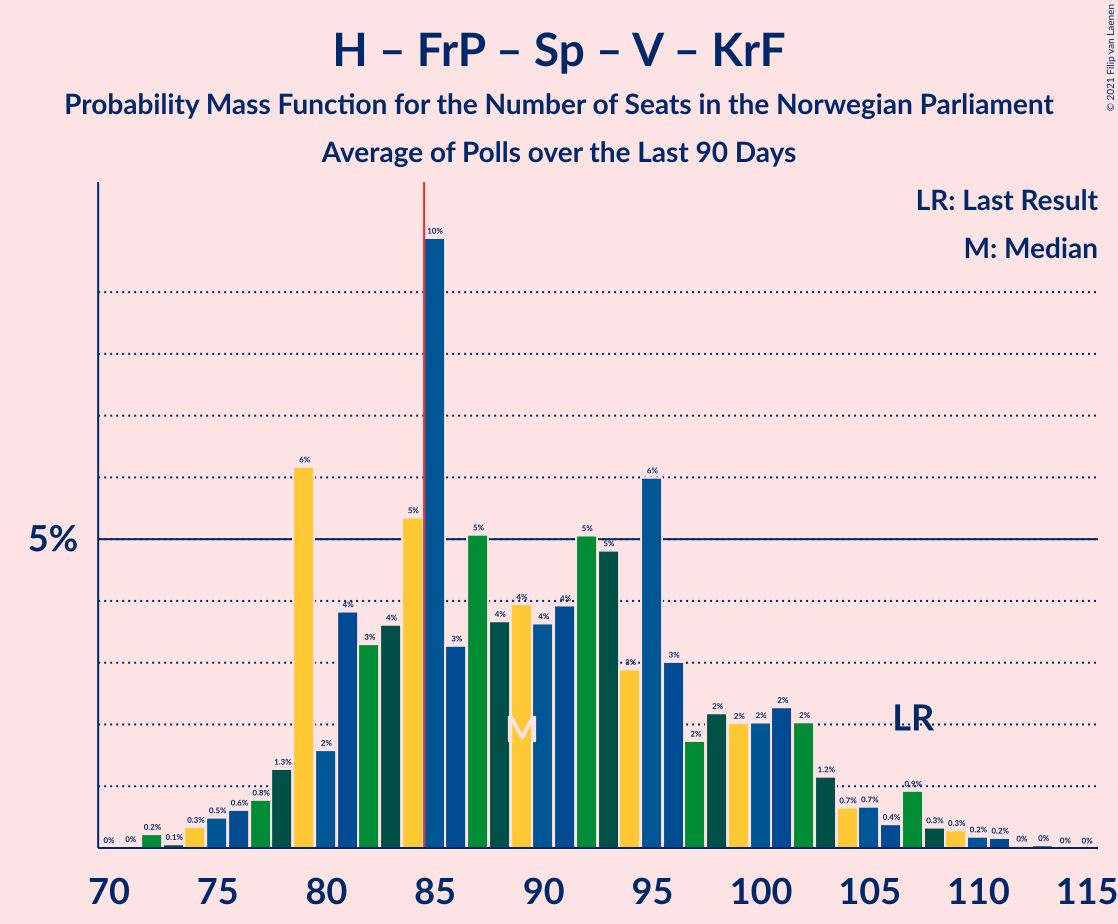 H – FrP – Sp – V – KrF
Probability Mass Function for the Number of Seats in the Norwegian Parliament
Average of Polls over the Last 90 Days
© 2021 Filip van Laenen
LR: Last Result
M: Median
5%
0% 0% 0.2% 0.1% 0.3% 0.5% 0.6% 0.8% 1.3% 6% 2% 4% 3% 4% 5% 10% 3% 5% 4% 4% 4% 4% 5% 5% 3% 6% 3% 2% 2% 2% 2% 2% 2% 1.2% 0.7% 0.7% 0.4% 0.9% 0.3% 0.3% 0.2% 0.2% 0% 0% 0% 0%
M
LR
70 75 80 85 90 95 100 105 110 115